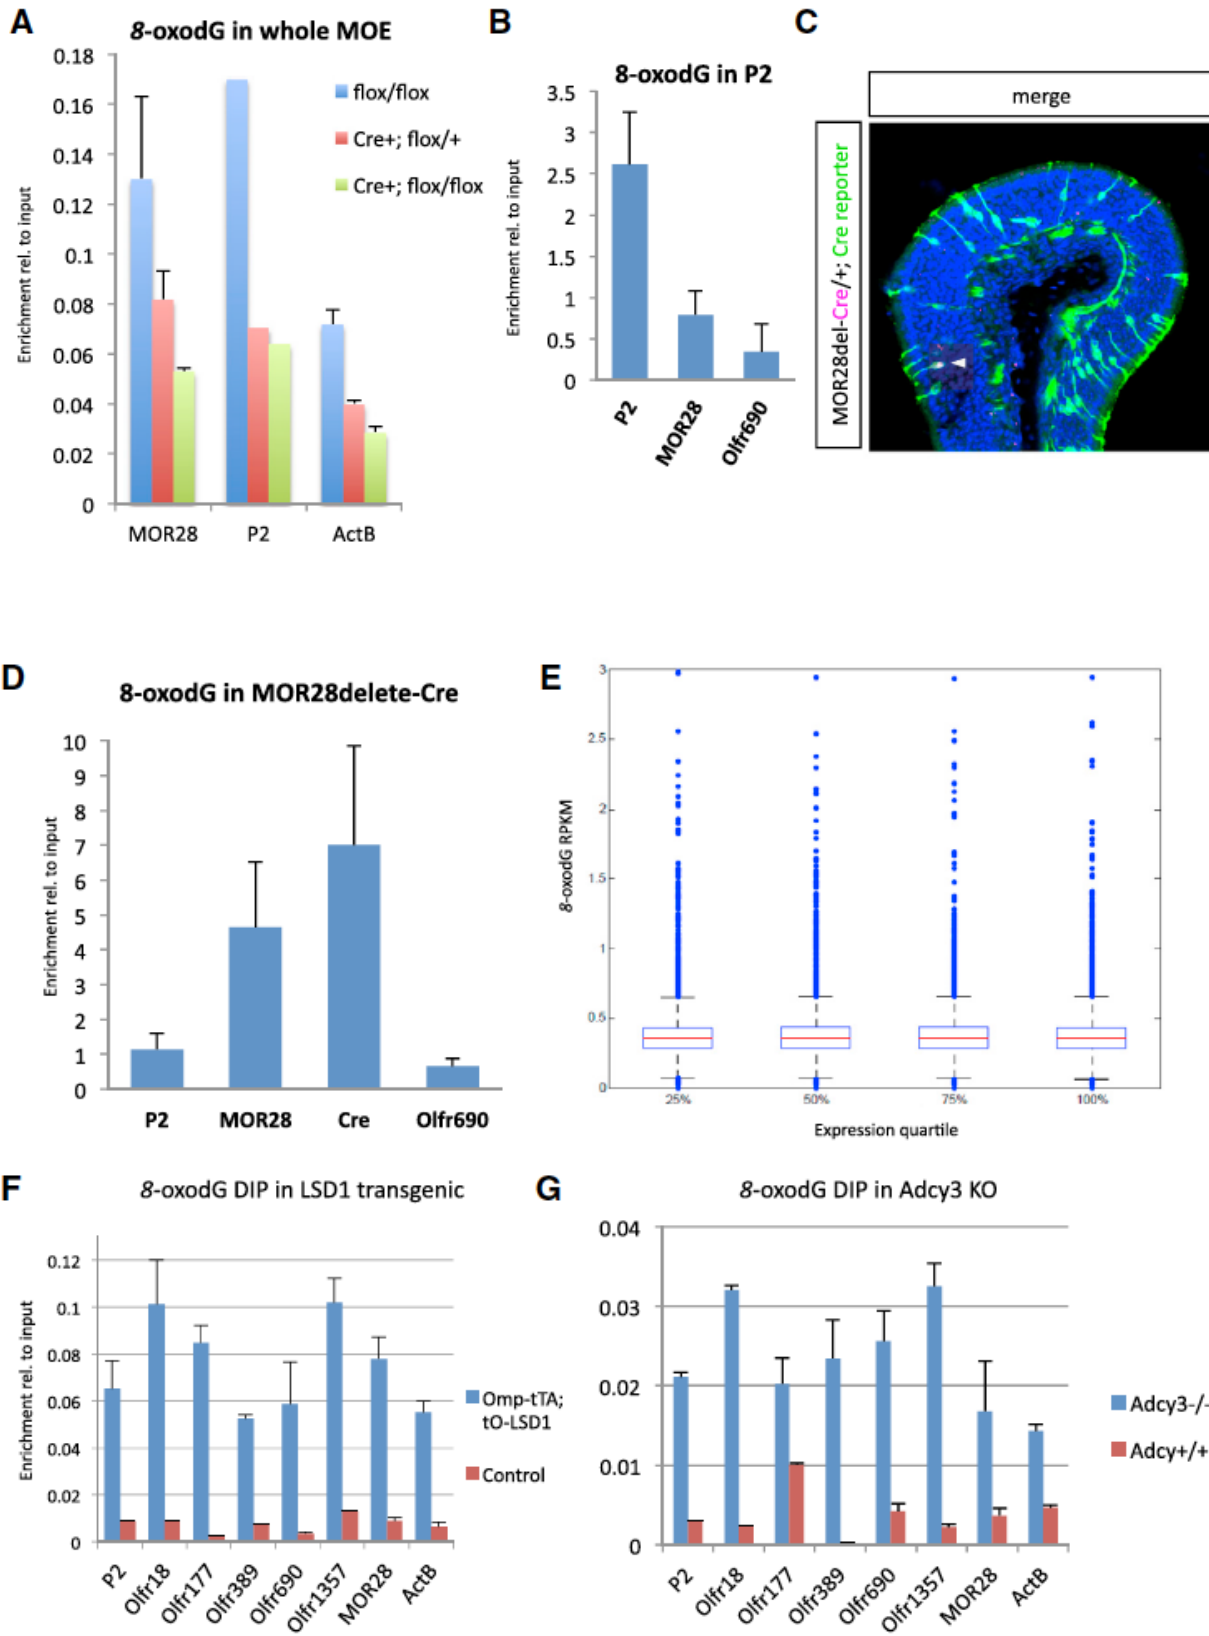 A
8-oxodG in whole MOE
0.18
0.16
0.14
0.12
0.1
0.08
0.06
0.04
0.02
0
Enrichment rel. to input
flox/flox
Cre+; flox/+
Cre+; flox/flox
MOR28 P2 ActB
B
8-oxodG in P2
3.5
3
2.5
2
1.5
1
0.5
0
Enrichment rel. to input
P2 MOR28 Olfr690
C
merge
MOR28del-Cre/+; Cre reporter
D
8-oxodG in MOR28delete-Cre
10
9
8
7
6
5
4
3
2
1
0
Enrichment rel. to input
P2 MOR28 Cre Olfr690
E
3
2.5
2
1.5
1
0.5
0
8-oxodG RPKM
25% 50% 75% 100%
Expression quartile
F
8-oxodG DIP in LSD1 transgenic
0.12
0.1
0.08
0.06
0.04
0.02
0
Enrichment rel. to input
Omp-tTA;
tO-LSD1
Control
P2 Olfr18 Olfr177 Olfr389 Olfr690 Olfr1357 MOR28 ActB
G
8-oxodG DIP in Adcy3 KO
0.04
0.03
0.02
0.01
0
Adcy3-/-
Adcy+/+
P2 Olfr18 Olfr177 Olfr389 Olfr690 Olfr1357 MOR28 ActB